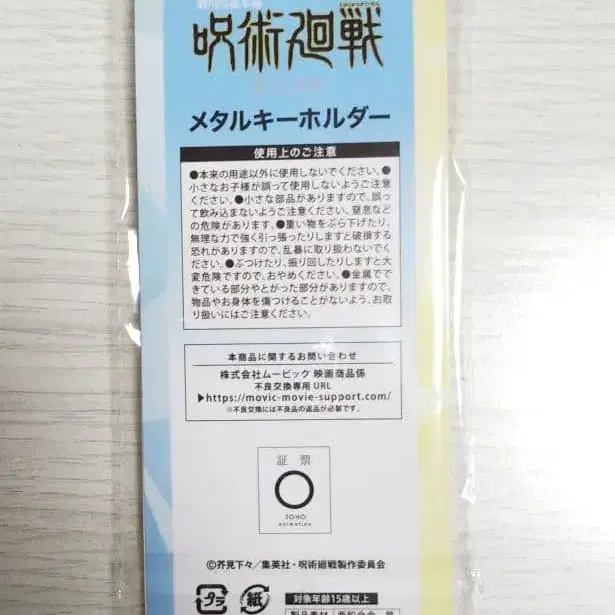 じゅじゅつかいせん
呪術廻戦
メタルキーホルダー
使用上のご注意
●本来の用途以外に使用しないでください。●
小さなお子様が誤って使用しないようご注意
ください。●小さな部品がありますので、誤っ
て飲み込まないようご注意ください。窒息など
の危険があります。●重い物をぶら下げたり、
無理な力で強く引っ張ったりしますと破損する
恐れがありますので、乱暴に取り扱わないでく
ださい。●ぶつけたり、振り回したりしますと大
変危険ですので、おやめください。●金属ででき
ている部分やとがった部分がありますので、
物品やお身体を傷つけることがないよう、お取
り扱いにはご注意ください。
本商品に関するお問い合わせ
株式会社ムービック 映画商品係
不良交換専用 URL
▶https://movic-movie-support.com/
※不良交換には不良品の返品が必要です。
証票
TOHO
animation
©芥見下々／集英社・呪術廻戦製作委員会
プラ
紙
対象年齢15歳以上